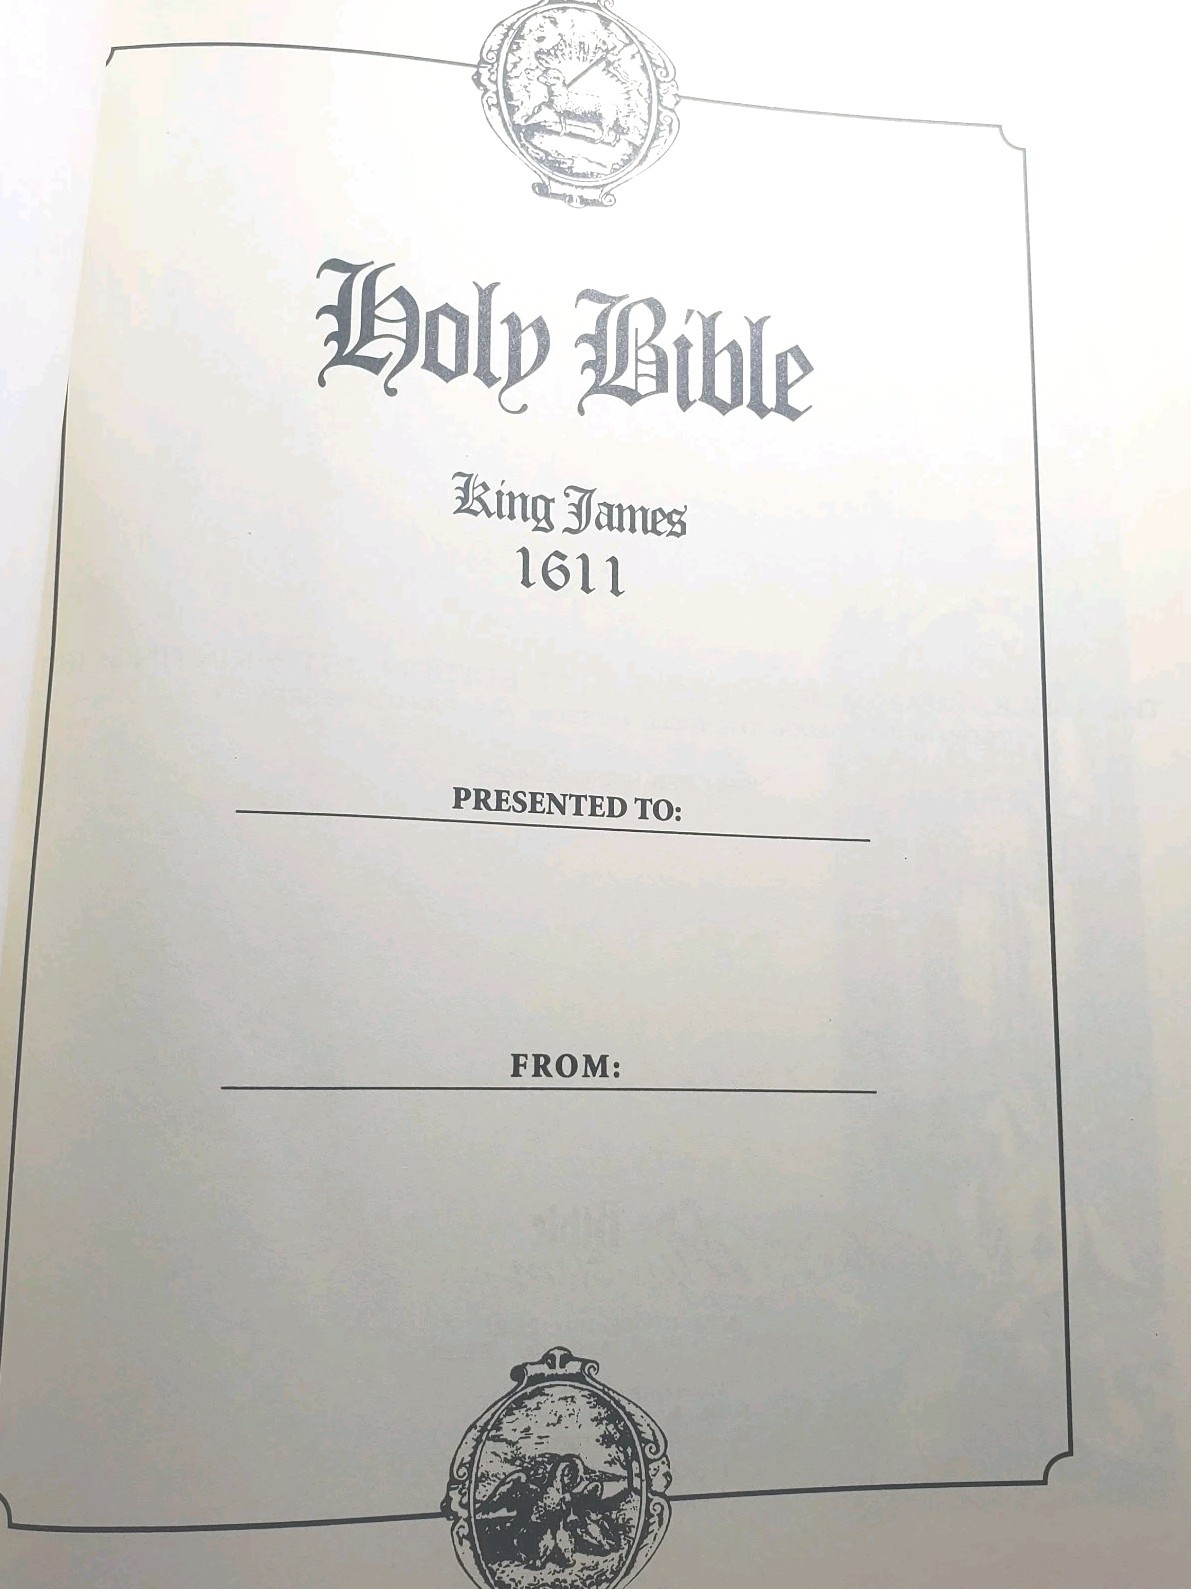 Holy Bible
King James
1611
PRESENTED TO:
FROM: